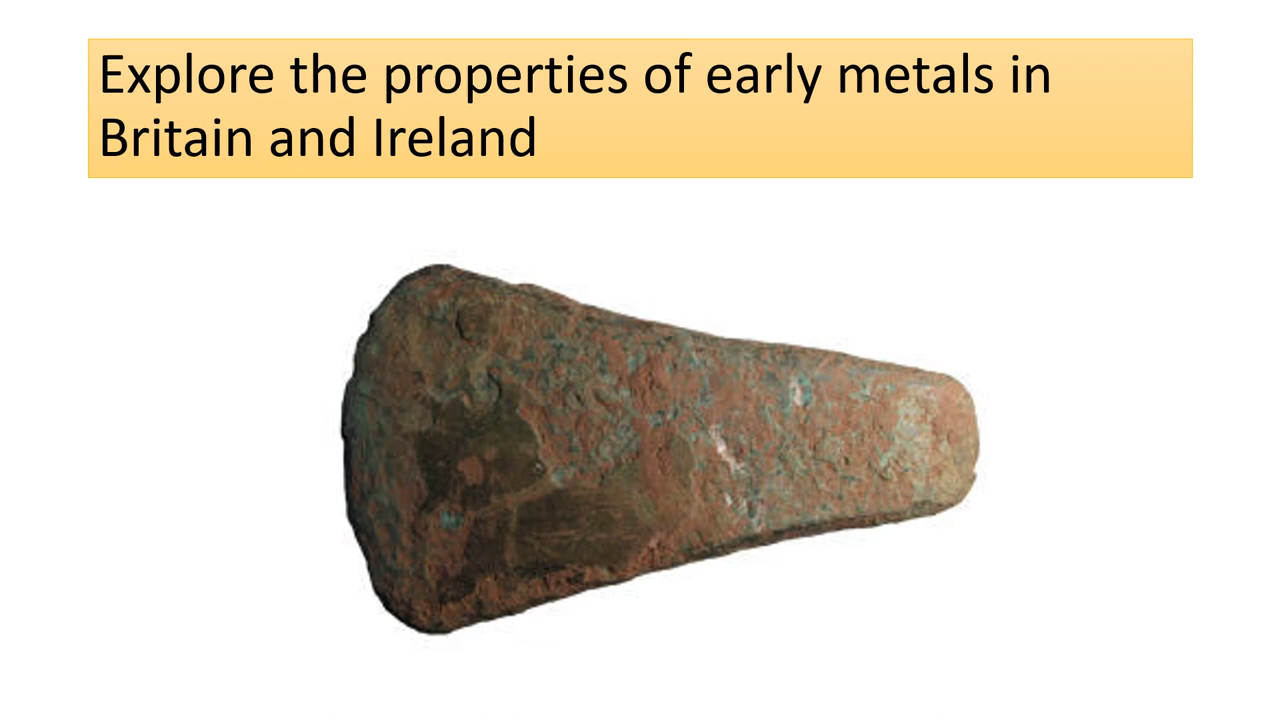 Explore the properties of early metals in
Britain and Ireland